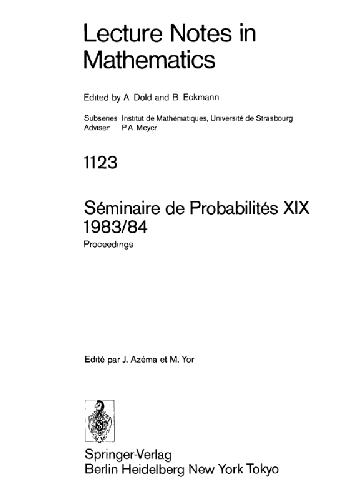 Lecture Notes in
Mathematics
Edited by A. Dold and B. Eckmann
Subseries: Institut de Mathématiques, Université de Strasbourg
Adviser: P.A. Meyer
1123
Séminaire de Probabilités XIX
1983/84
Proceedings
Edité par J. Azéma et M. Yor
Springer-Verlag
Berlin Heidelberg New York Tokyo